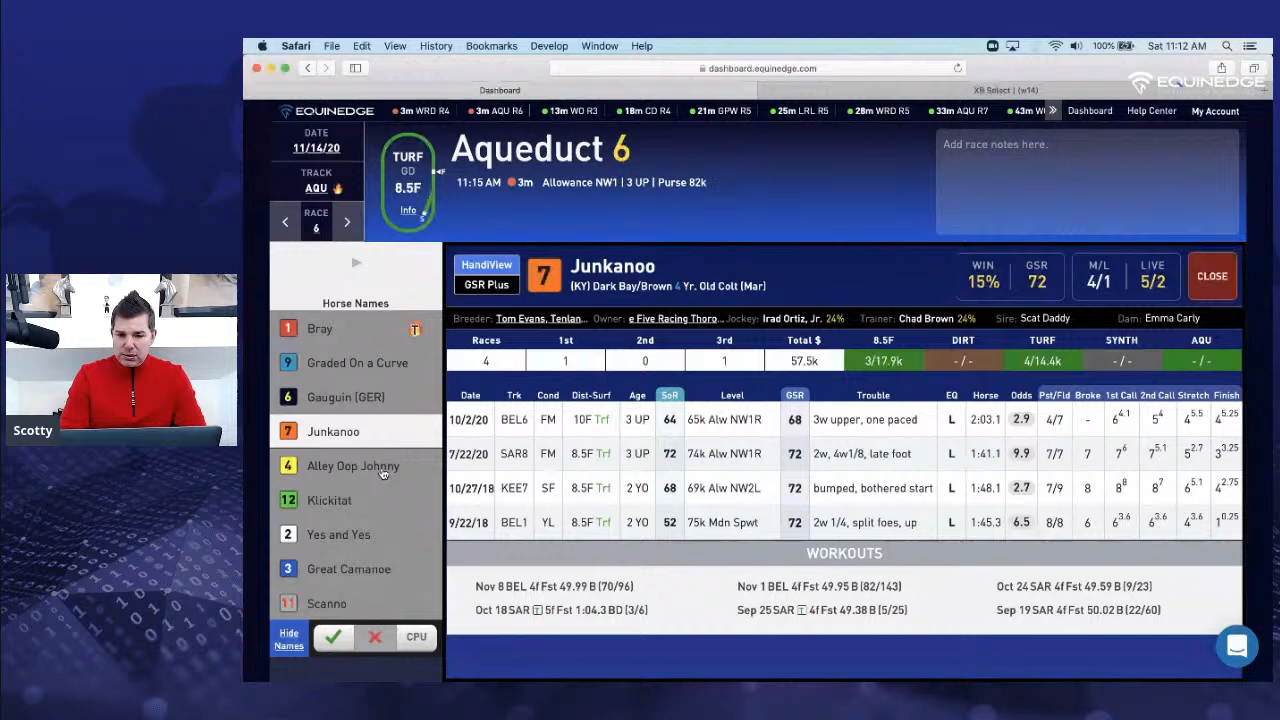 Safari File Edit View History Bookmarks Develop Window Help 100% Sat 11:12 AM
dashboard.equinedge.com
Dashboard XB Select | (w14)
EQUINEDGE
EQUINEDGE 3m WRD R4 3m AQU R6 13m WO R3 18m CD R4 21m GPW R5 25m LRL R5 28m WRD R5 33m AQU R7 43m » Dashboard Help Center My Account
DATE
11/14/20
TRACK
AQU
RACE
6
TURF
GD
8.5F
Info
F
S
Aqueduct 6
11:15 AM 3m Allowance NW1 | 3 UP | Purse 82k
Add race notes here.
Horse Names
1 Bray T
9 Graded On a Curve
6 Gauguin (GER)
7 Junkanoo
4 Alley Oop Johnny
12 Klickitat
2 Yes and Yes
3 Great Camanoe
11 Scanno
Hide Names CPU
HandiView
GSR Plus
7 Junkanoo
(KY) Dark Bay/Brown 4 Yr. Old Colt (Mar)
WIN GSR M/L LIVE
15% 72 4/1 5/2
CLOSE
Breeder: Tom Evans, Tenlan... Owner: e Five Racing Thoro... Jockey: Irad Ortiz, Jr. 24% Trainer: Chad Brown 24% Sire: Scat Daddy Dam: Emma Carly
Races 1st 2nd 3rd Total $ 8.5F DIRT TURF SYNTH AQU
4 1 0 1 57.5k 3/17.9k -/- 4/14.4k -/- -/-
Date Trk Cond Dist-Surf Age SoR Level GSR Trouble EQ Horse Odds Pst/Fld Broke 1st Call 2nd Call Stretch Finish
10/2/20 BEL6 FM 10F Trf 3 UP 64 65k Alw NW1R 68 3w upper, one paced L 2:03.1 2.9 4/7 - 6 4.1 5 4 4 5.5 4 5.25
7/22/20 SAR8 FM 8.5F Trf 3 UP 72 74k Alw NW1R 72 2w, 4w1/8, late foot L 1:41.1 9.9 7/7 7 7 6 7 5.1 5 2.7 3 3.25
10/27/18 KEE7 SF 8.5F Trf 2 YO 68 69k Alw NW2L 72 bumped, bothered start L 1:48.1 2.7 7/9 8 8 8 8 7 6 5.1 4 2.75
9/22/18 BEL1 YL 8.5F Trf 2 YO 52 75k Mdn Spwt 72 2w 1/4, split foes, up L 1:45.3 6.5 8/8 6 6 3.6 6 3.6 4 3.6 1 0.25
WORKOUTS
Nov 8 BEL 4f Fst 49.99 B (70/96) Nov 1 BEL 4f Fst 49.95 B (82/143) Oct 24 SAR 4f Fst 49.59 B (9/23)
Oct 18 SAR T 5f Fst 1:04.3 BD (3/6) Sep 25 SAR T 4f Fst 49.38 B (5/25) Sep 19 SAR 4f Fst 50.02 B (22/60)
Scotty